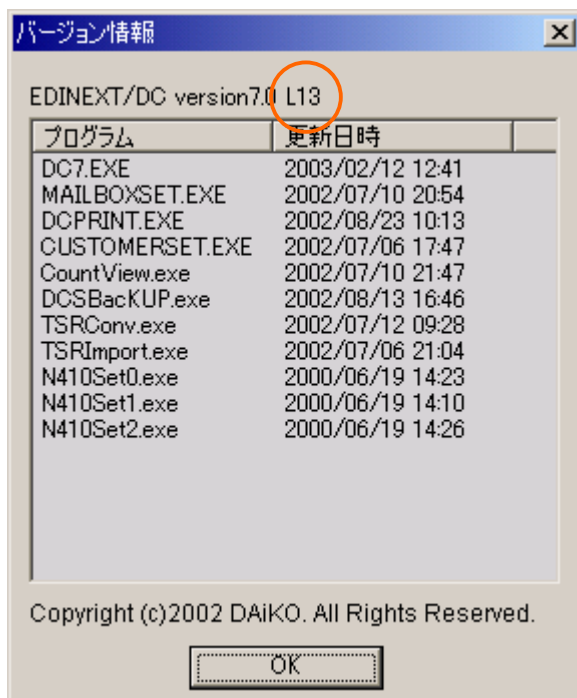 バージョン情報
EDINEXT/DC version7.0 L13
プログラム 更新日時
DC7.EXE 2003/02/12 12:41
MAILBOXSET.EXE 2002/07/10 20:54
DCPRINT.EXE 2002/08/23 10:13
CUSTOMERSET.EXE 2002/07/06 17:47
CountView.exe 2002/07/10 21:47
DCSBacKUP.exe 2002/08/13 16:46
TSRConv.exe 2002/07/12 09:28
TSRImport.exe 2002/07/06 21:04
N410Set0.exe 2000/06/19 14:23
N410Set1.exe 2000/06/19 14:10
N410Set2.exe 2000/06/19 14:26
Copyright (c)2002 DAiKO. All Rights Reserved.
OK